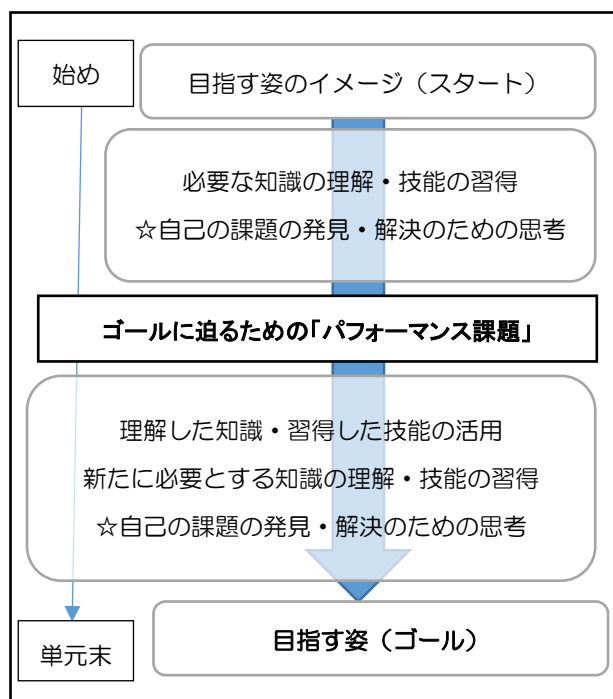 始め
目指す姿のイメージ（スタート）
必要な知識の理解・技能の習得
☆自己の課題の発見・解決のための思考
ゴールに迫るための「パフォーマンス課題」
理解した知識・習得した技能の活用
新たに必要とする知識の理解・技能の習得
☆自己の課題の発見・解決のための思考
目指す姿（ゴール）
単元末